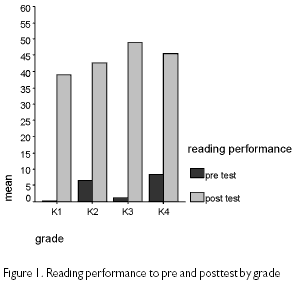 60
55
50
45
40
35
30
25
20
15
10
5
0
mean
K1 K2 K3 K4
grade
reading performance
pre test
post test
Figure 1. Reading performance to pre and posttest by grade